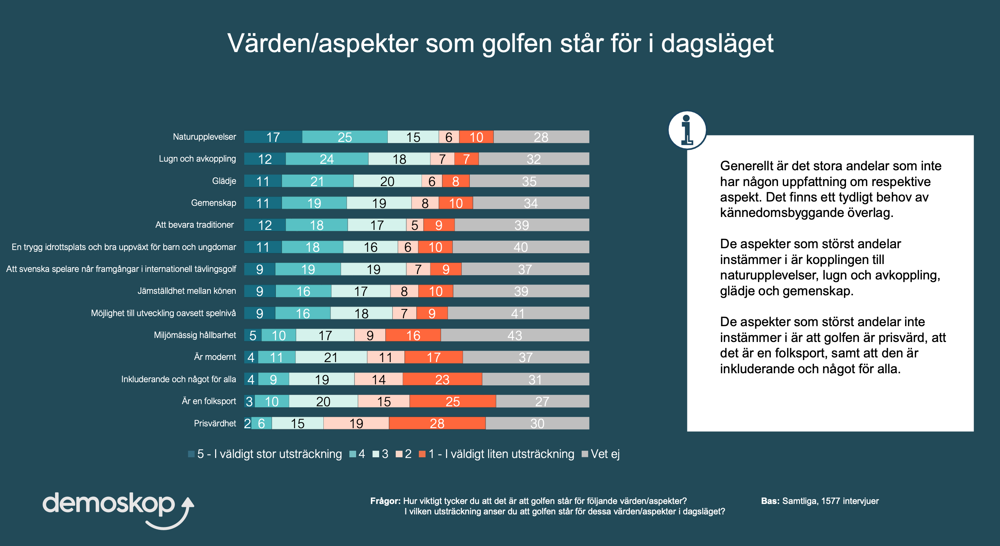 Värden/aspekter som golfen står för i dagsläget
Naturupplevelser 17 25 15 6 10 28
Lugn och avkoppling 12 24 18 7 7 32
Glädje 11 21 20 6 8 35
Gemenskap 11 19 19 8 10 34
Att bevara traditioner 12 18 17 5 9 39
En trygg idrottsplats och bra uppväxt för barn och ungdomar 11 18 16 6 10 40
Att svenska spelare når framgångar i internationell tävlingsgolf 9 19 19 7 9 37
Jämställdhet mellan könen 9 16 17 8 10 39
Möjlighet till utveckling oavsett spelnivå 9 16 18 7 9 41
Miljömässig hållbarhet 5 10 17 9 16 43
Är modernt 4 11 21 11 17 37
Inkluderande och något för alla 4 9 19 14 23 31
Är en folksport 3 10 20 15 25 27
Prisvärdhet 2 6 15 19 28 30
5 - I väldigt stor utsträckning 4 3 2 1 - I väldigt liten utsträckning Vet ej
Generellt är det stora andelar som inte
har någon uppfattning om respektive
aspekt. Det finns ett tydligt behov av
kännedomsbyggande överlag.
De aspekter som störst andelar
instämmer i är kopplingen till
naturupplevelser, lugn och avkoppling,
glädje och gemenskap.
De aspekter som störst andelar inte
instämmer i är att golfen är prisvärd, att
det är en folksport, samt att den är
inkluderande och något för alla.
demoskop
Frågor: Hur viktigt tycker du att det är att golfen står för följande värden/aspekter?
I vilken utsträckning anser du att golfen står för dessa värden/aspekter i dagsläget?
Bas: Samtliga, 1577 intervjuer